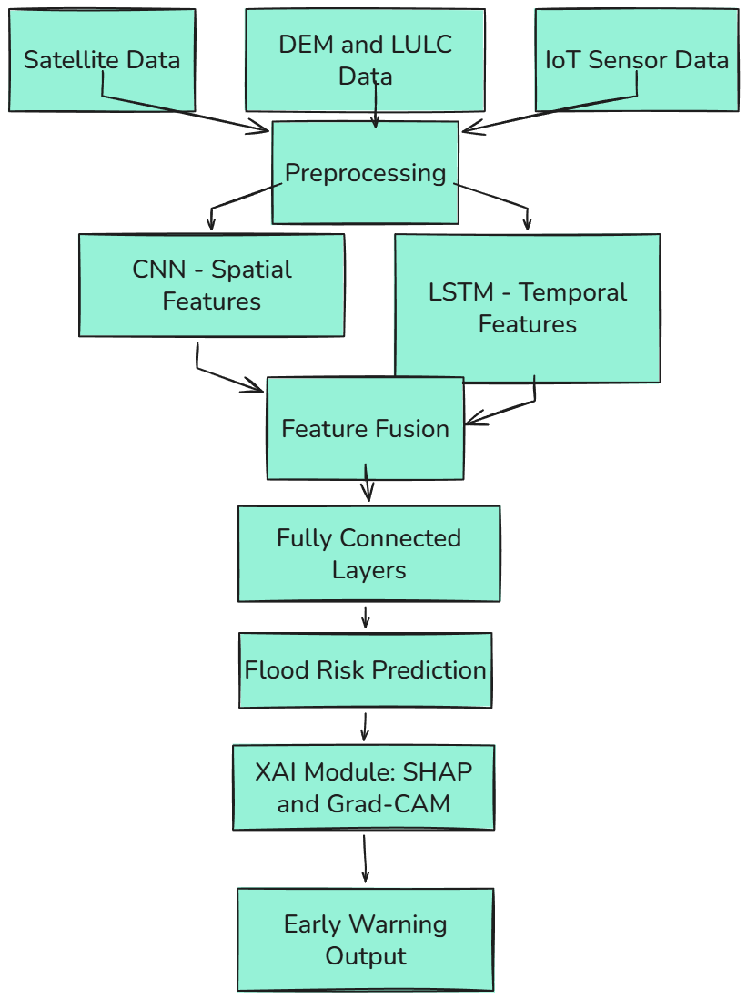 Satellite Data
DEM and LULC
Data
IoT Sensor Data
Preprocessing
CNN - Spatial
Features
LSTM - Temporal
Features
Feature Fusion
Fully Connected
Layers
Flood Risk Prediction
XAI Module: SHAP
and Grad-CAM
Early Warning
Output